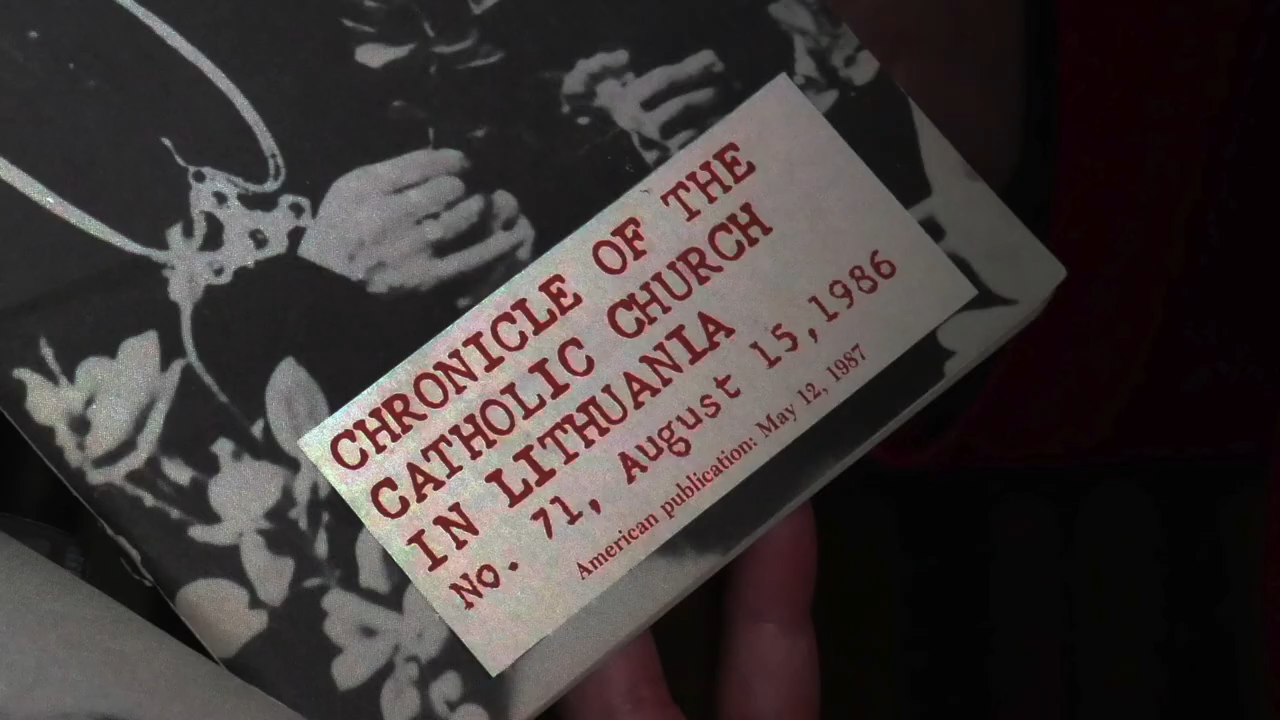 CHRONICLE OF THE
CATHOLIC CHURCH
IN LITHUANIA
No. 71, August 15, 1986
American publication: May 12, 1987